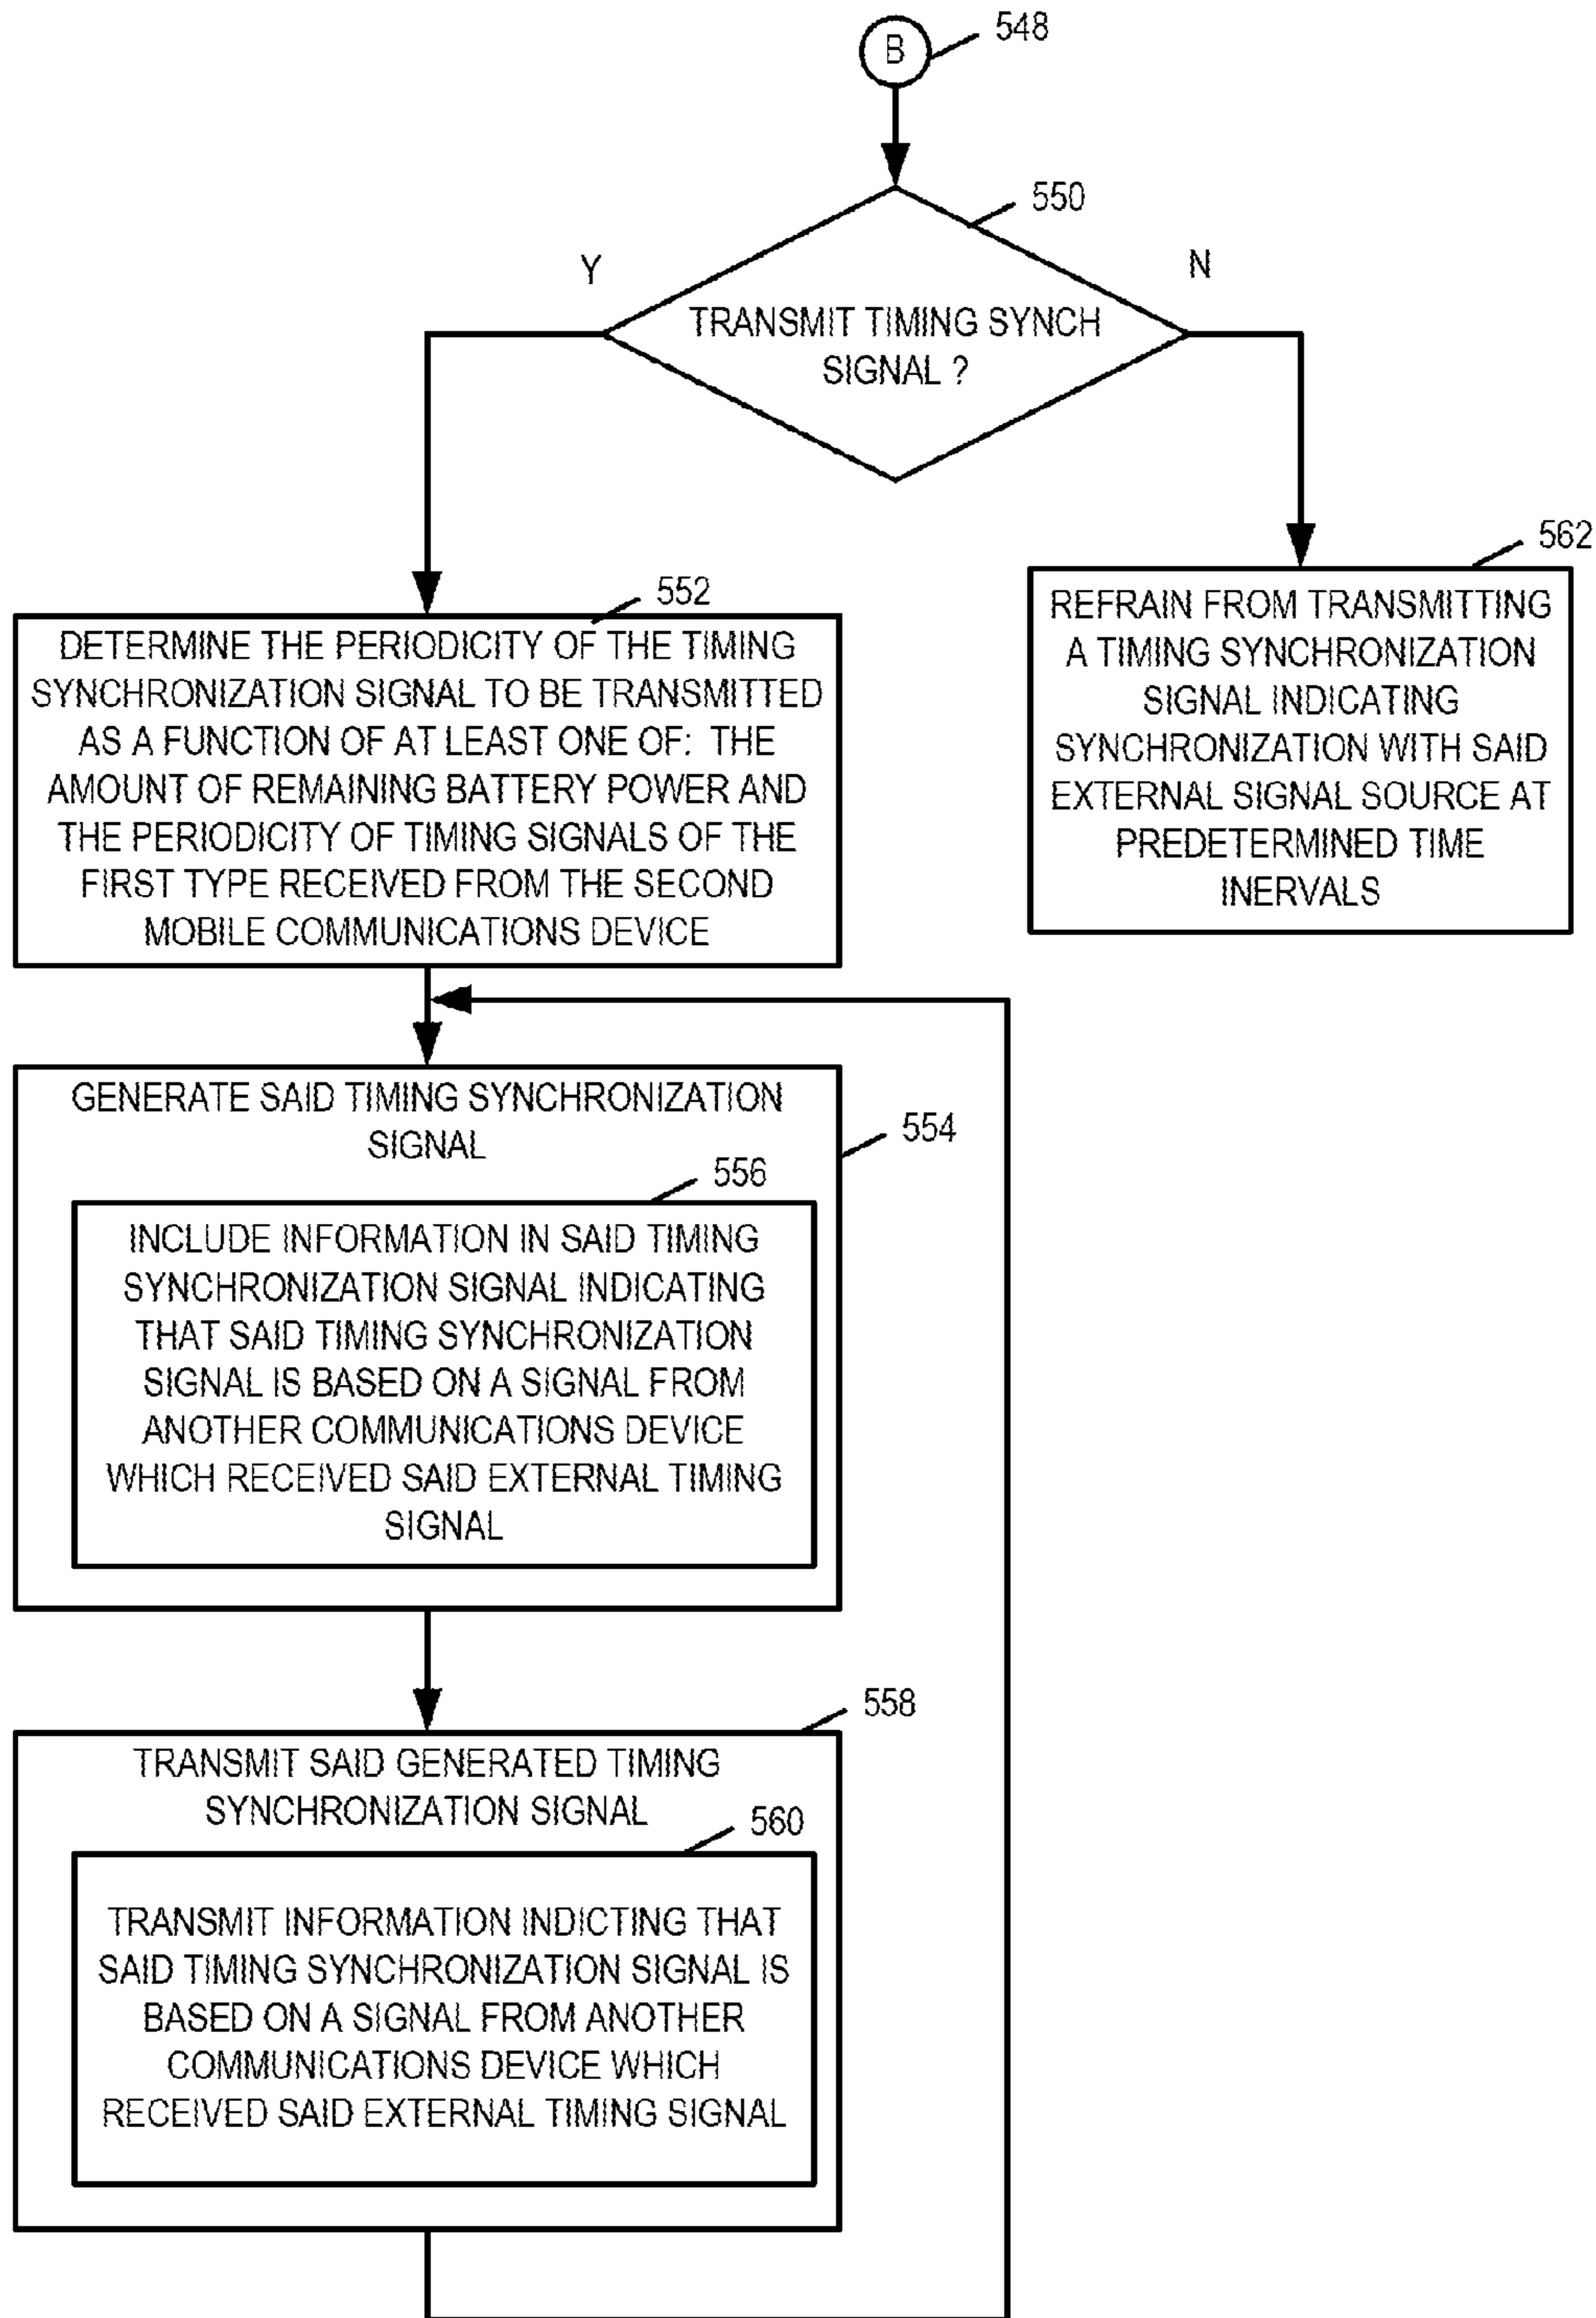 B
548
550
Y
N
TRANSMIT TIMING SYNCH
SIGNAL ?
552
DETERMINE THE PERIODICITY OF THE TIMING
SYNCHRONIZATION SIGNAL TO BE TRANSMITTED
AS A FUNCTION OF AT LEAST ONE OF: THE
AMOUNT OF REMAINING BATTERY POWER AND
THE PERIODICITY OF TIMING SIGNALS OF THE
FIRST TYPE RECEIVED FROM THE SECOND
MOBILE COMMUNICATIONS DEVICE
562
REFRAIN FROM TRANSMITTING
A TIMING SYNCHRONIZATION
SIGNAL INDICATING
SYNCHRONIZATION WITH SAID
EXTERNAL SIGNAL SOURCE AT
PREDETERMINED TIME
INERVALS
GENERATE SAID TIMING SYNCHRONIZATION
SIGNAL
554
556
INCLUDE INFORMATION IN SAID TIMING
SYNCHRONIZATION SIGNAL INDICATING
THAT SAID TIMING SYNCHRONIZATION
SIGNAL IS BASED ON A SIGNAL FROM
ANOTHER COMMUNICATIONS DEVICE
WHICH RECEIVED SAID EXTERNAL TIMING
SIGNAL
558
TRANSMIT SAID GENERATED TIMING
SYNCHRONIZATION SIGNAL
560
TRANSMIT INFORMATION INDICTING THAT
SAID TIMING SYNCHRONIZATION SIGNAL IS
BASED ON A SIGNAL FROM ANOTHER
COMMUNICATIONS DEVICE WHICH
RECEIVED SAID EXTERNAL TIMING SIGNAL